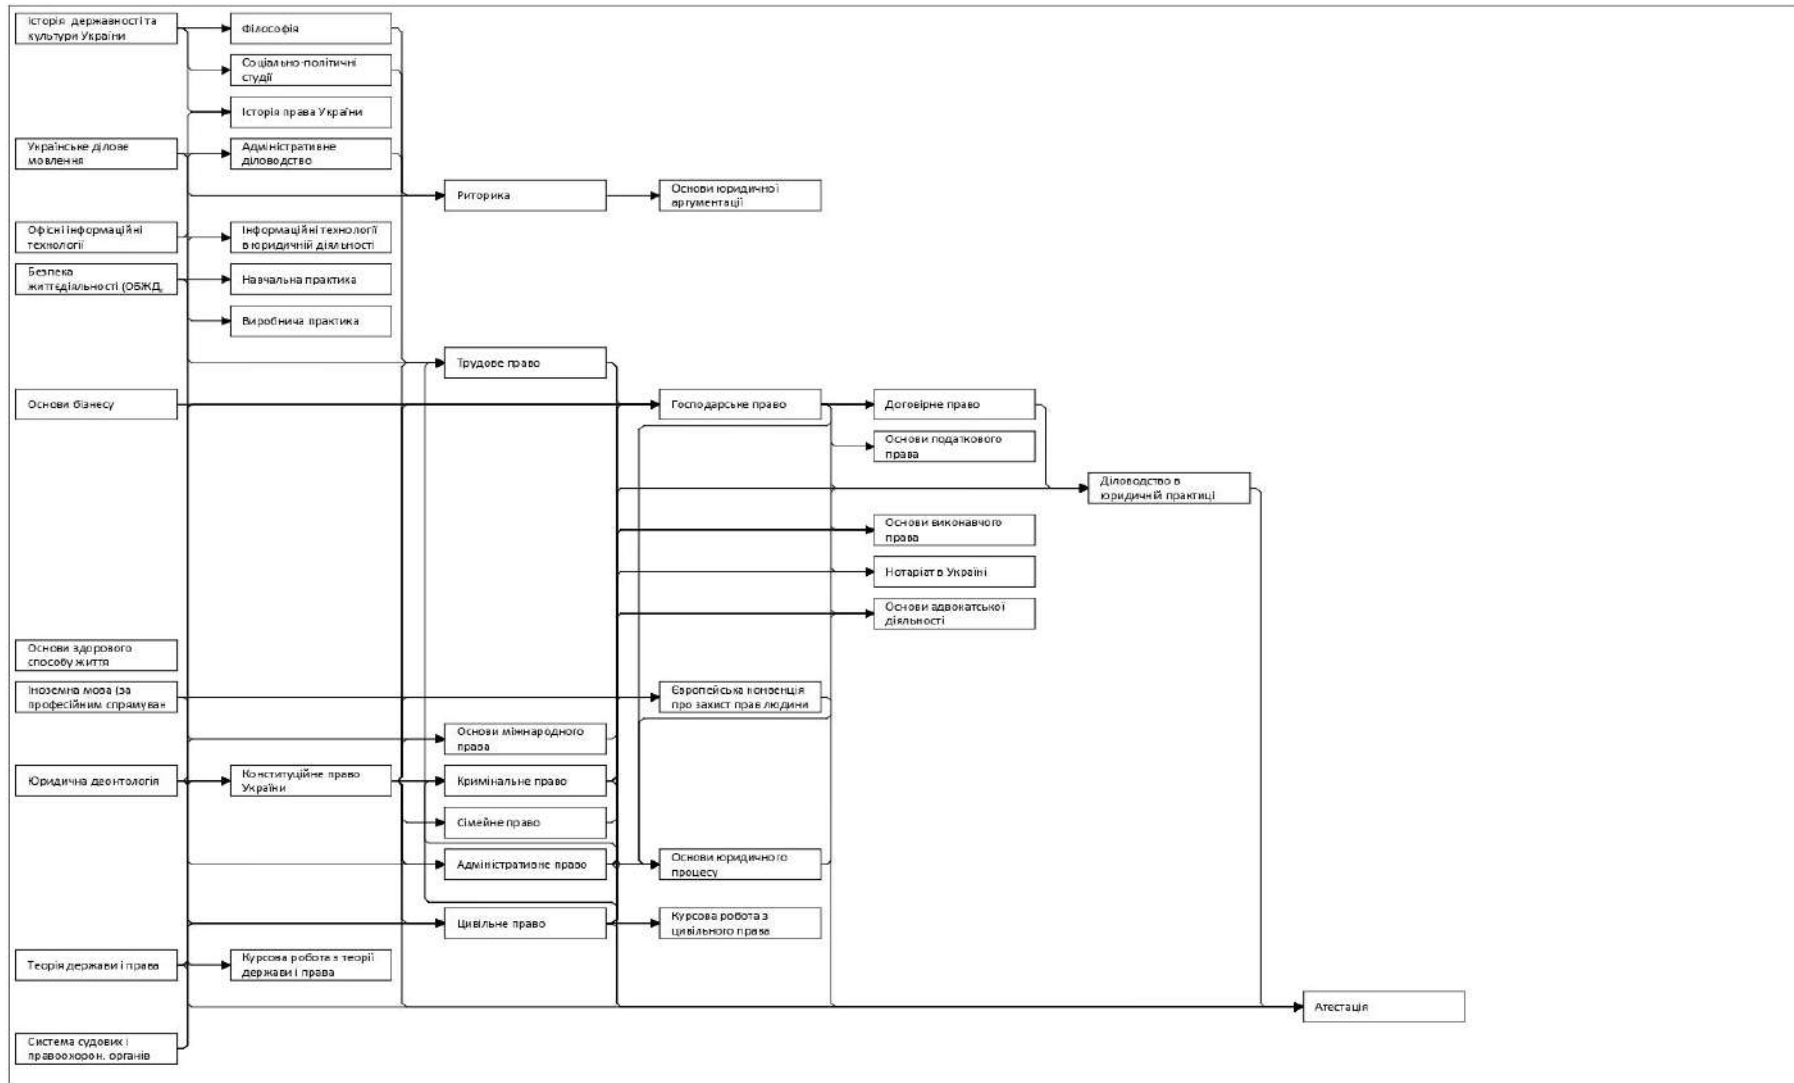 Історія державності та
культури України
Філософія
Соціально-політичні
студії
Історія права України
Українське ділове
мовлення
Адміністративне
діловодство
Риторика
Основи юридичної
аргументації
Офісні інформаційні
технології
Інформаційні технології
в юридичній діяльності
Безпека
життєдіяльності (ОБЖД,
Навчальна практика
Виробнича практика
Трудове право
Основи бізнесу
Господарське право
Договірне право
Основи податкового
права
Діловодство в
юридичній практиці
Основи виконавчого
права
Нотаріат в Україні
Основи адвокатської
діяльності
Основи здорового
способу життя
Іноземна мова (за
професійним спрямуван
Європейська конвенція
про захист прав людини
Основи міжнародного
права
Юридична деонтологія
Конституційне право
України
Кримінальне право
Сімейне право
Адміністративне право
Основи юридичного
процесу
Цивільне право
Курсова робота з
цивільного права
Теорія держави і права
Курсова робота з теорії
держави і права
Атестація
Система судових і
правоохорон. органів